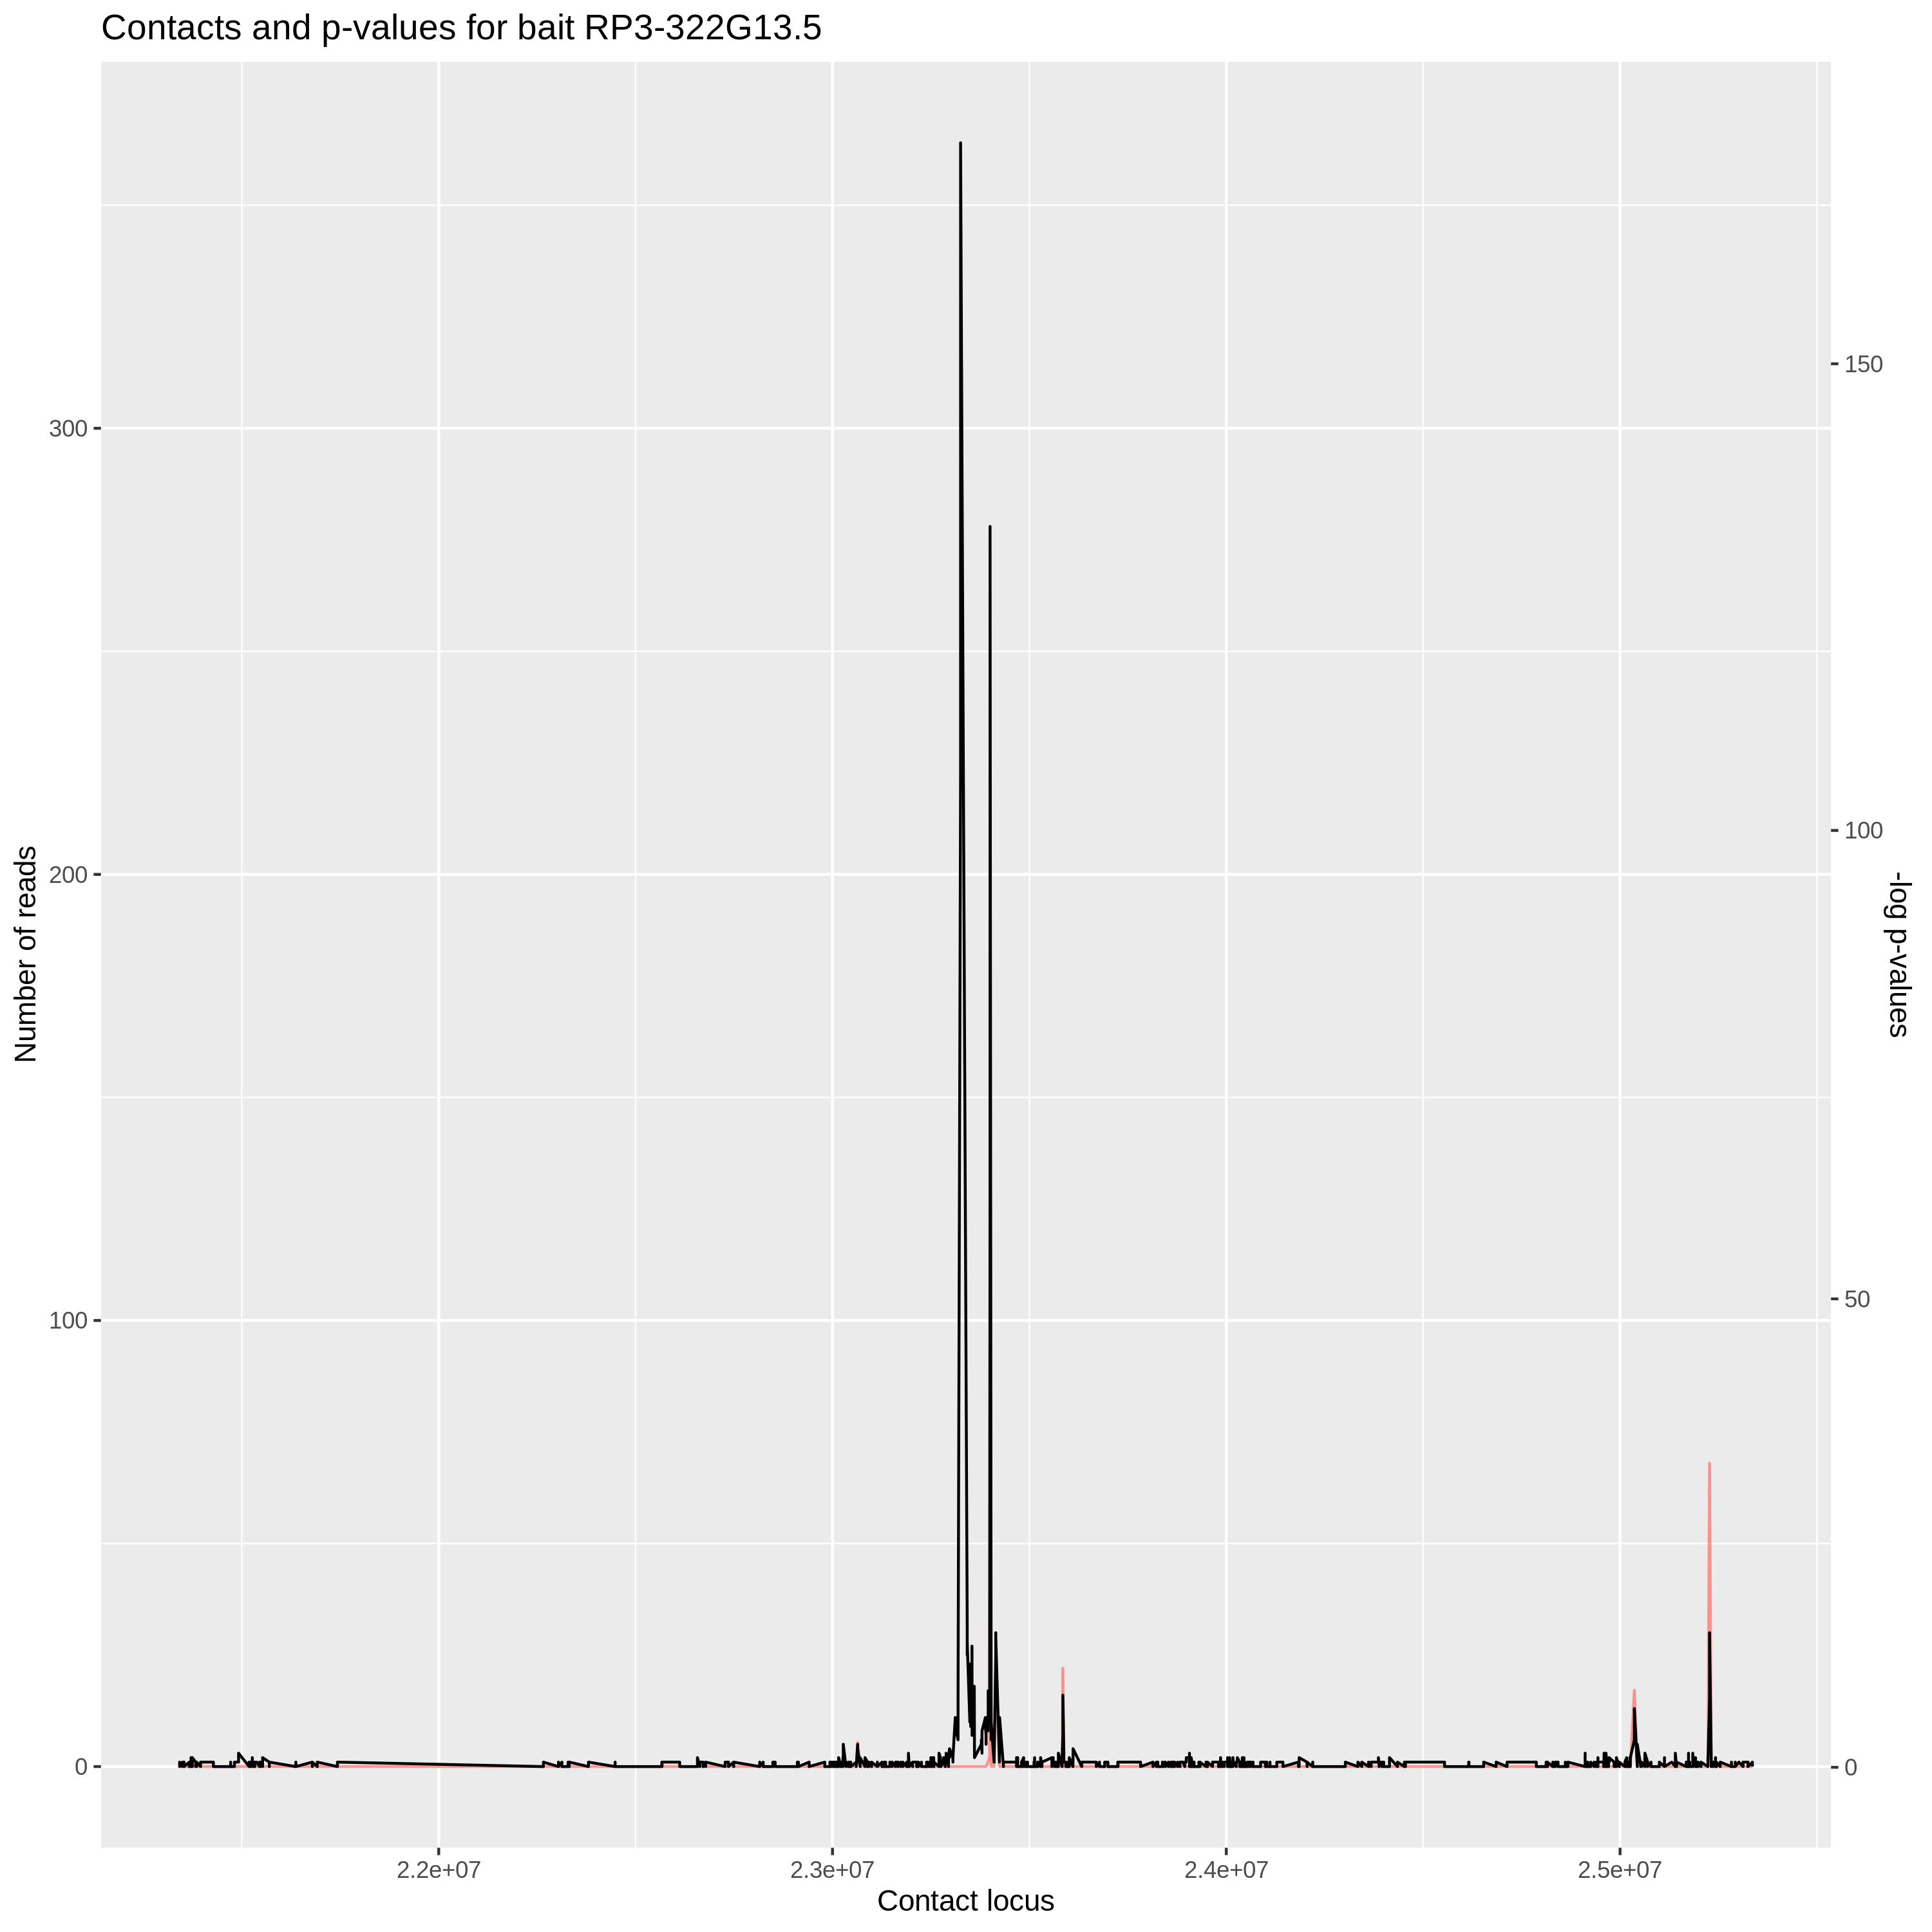 Contacts and p-values for bait RP3-322G13.5
300
200
100
0
Number of reads
150
100
50
0
-log p-values
2.2e+07
2.3e+07
2.4e+07
2.5e+07
Contact locus